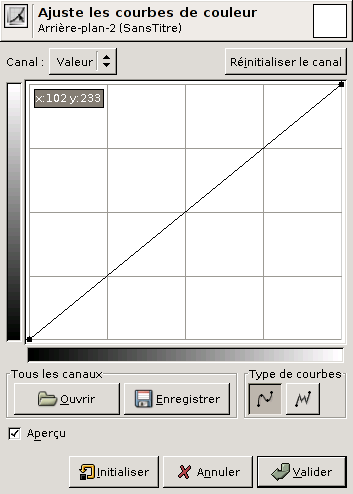 Ajuste les courbes de couleur
Arrière-plan-2 (SansTitre)
Canal : Valeur Réinitialiser le canal
x:102 y:233
Tous les canaux Type de courbes
Ouvrir Enregistrer
Aperçu
Initialiser Annuler Valider